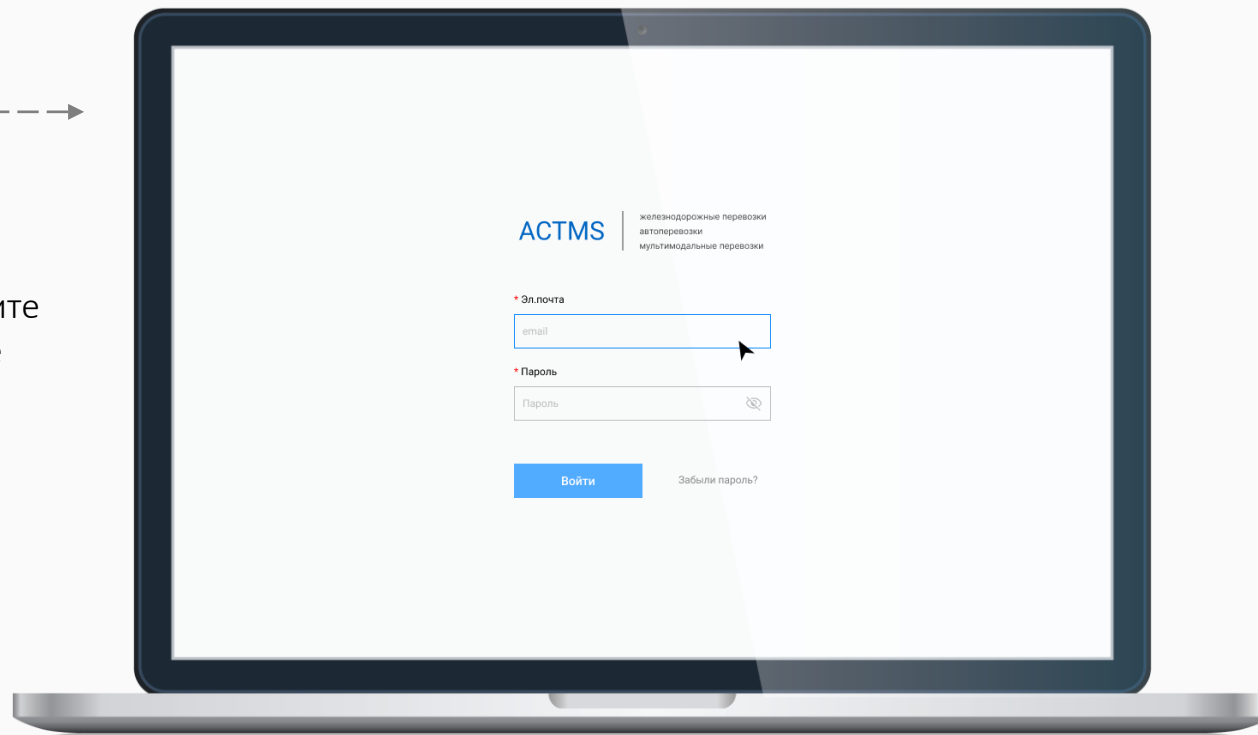 ACTMS
железнодорожные перевозки
автоперевозки
мультимодальные перевозки
* Эл.почта
email
* Пароль
Пароль
Войти
Забыли пароль?